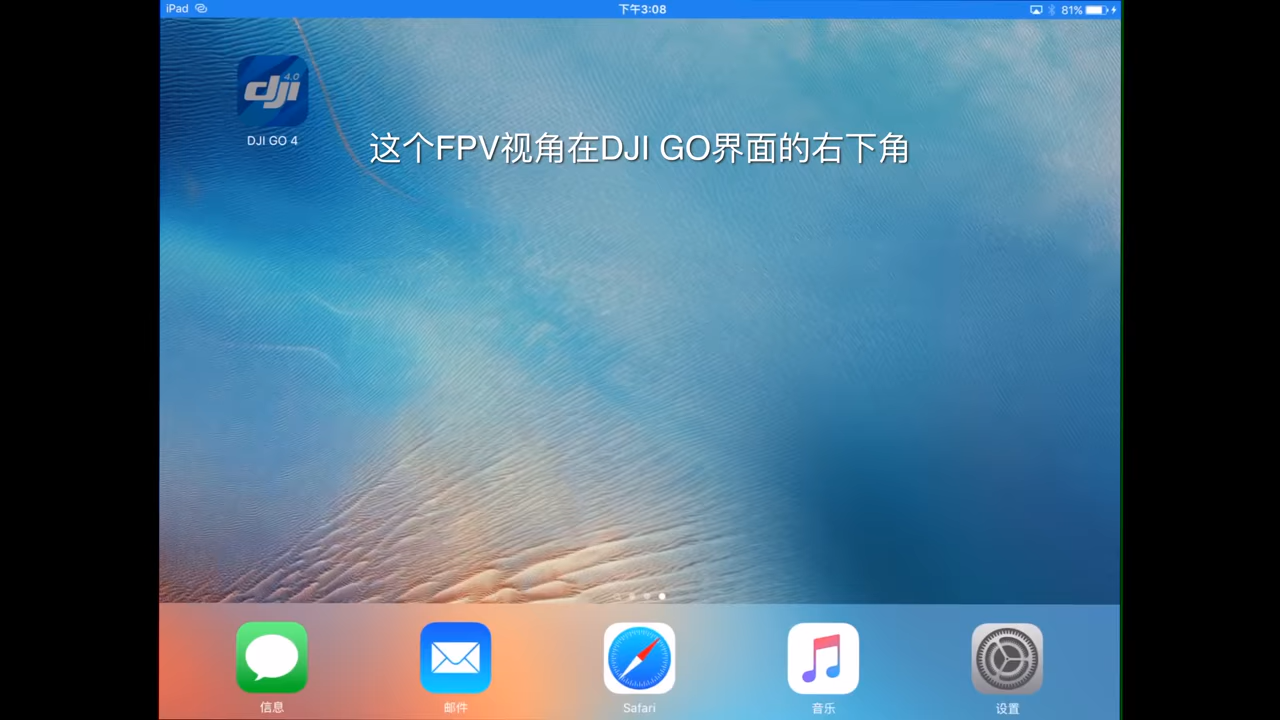 iPad
下午3:08
81%
dji 4.0
DJI GO 4
这个FPV视角在DJI GO界面的右下角
信息
邮件
Safari
音乐
设置